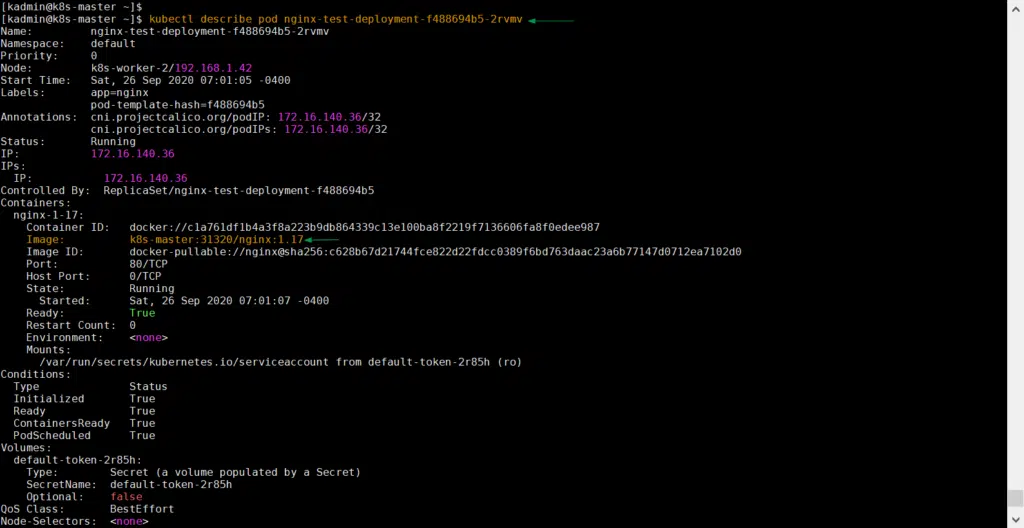 [kadmin@k8s-master ~]$
[kadmin@k8s-master ~]$ kubectl describe pod nginx-test-deployment-f488694b5-2rvmv
Name:         nginx-test-deployment-f488694b5-2rvmv
Namespace:    default
Priority:     0
Node:         k8s-worker-2/192.168.1.42
Start Time:   Sat, 26 Sep 2020 07:01:05 -0400
Labels:       app=nginx
              pod-template-hash=f488694b5
Annotations:  cni.projectcalico.org/podIP: 172.16.140.36/32
              cni.projectcalico.org/podIPs: 172.16.140.36/32
Status:       Running
IP:           172.16.140.36
IPs:
  IP:           172.16.140.36
Controlled By:  ReplicaSet/nginx-test-deployment-f488694b5
Containers:
  nginx-1-17:
    Container ID:   docker://c1a761df1b4a3f8a223b9db864339c13e100ba8f2219f7136606fa8f0edee987
    Image:          k8s-master:31320/nginx:1.17
    Image ID:       docker-pullable://nginx@sha256:c628b67d21744fce822d22fdcc0389f6bd763daac23a6b77147d0712ea7102d0
    Port:           80/TCP
    Host Port:      0/TCP
    State:          Running
      Started:      Sat, 26 Sep 2020 07:01:07 -0400
    Ready:          True
    Restart Count:  0
    Environment:    <none>
    Mounts:
      /var/run/secrets/kubernetes.io/serviceaccount from default-token-2r85h (ro)
Conditions:
  Type              Status
  Initialized       True
  Ready             True
  ContainersReady   True
  PodScheduled      True
Volumes:
  default-token-2r85h:
    Type:        Secret (a volume populated by a Secret)
    SecretName:  default-token-2r85h
    Optional:    false
QoS Class:       BestEffort
Node-Selectors:  <none>